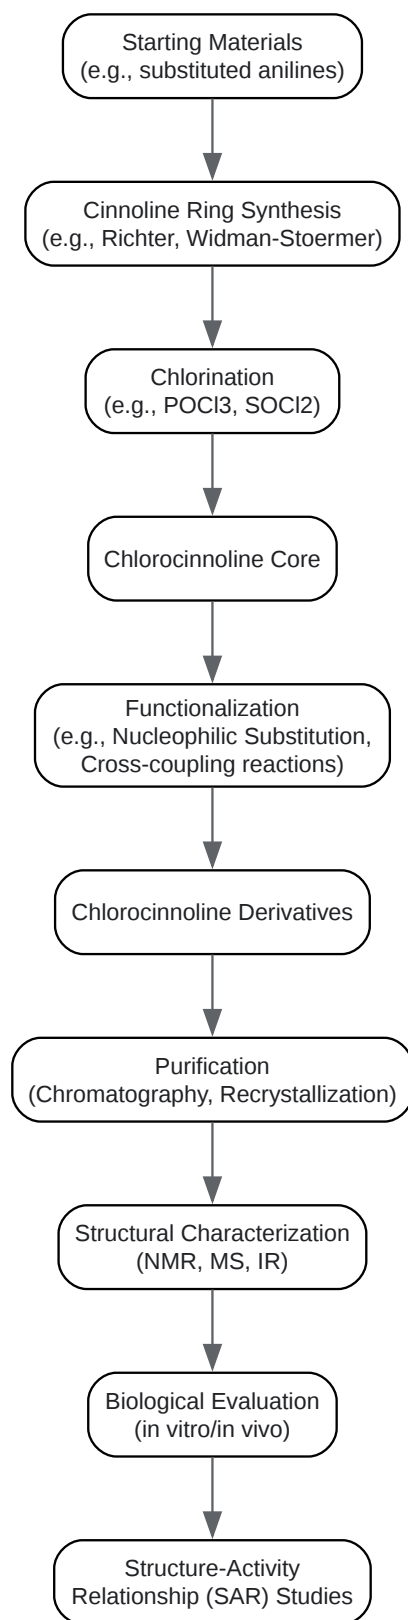 Starting Materials
(e.g., substituted anilines)
Cinnoline Ring Synthesis
(e.g., Richter, Widman-Stoermer)
Chlorination
(e.g., POCl3, SOCl2)
Chlorocinnoline Core
Functionalization
(e.g., Nucleophilic Substitution,
Cross-coupling reactions)
Chlorocinnoline Derivatives
Purification
(Chromatography, Recrystallization)
Structural Characterization
(NMR, MS, IR)
Biological Evaluation
(in vitro/in vivo)
Structure-Activity
Relationship (SAR) Studies